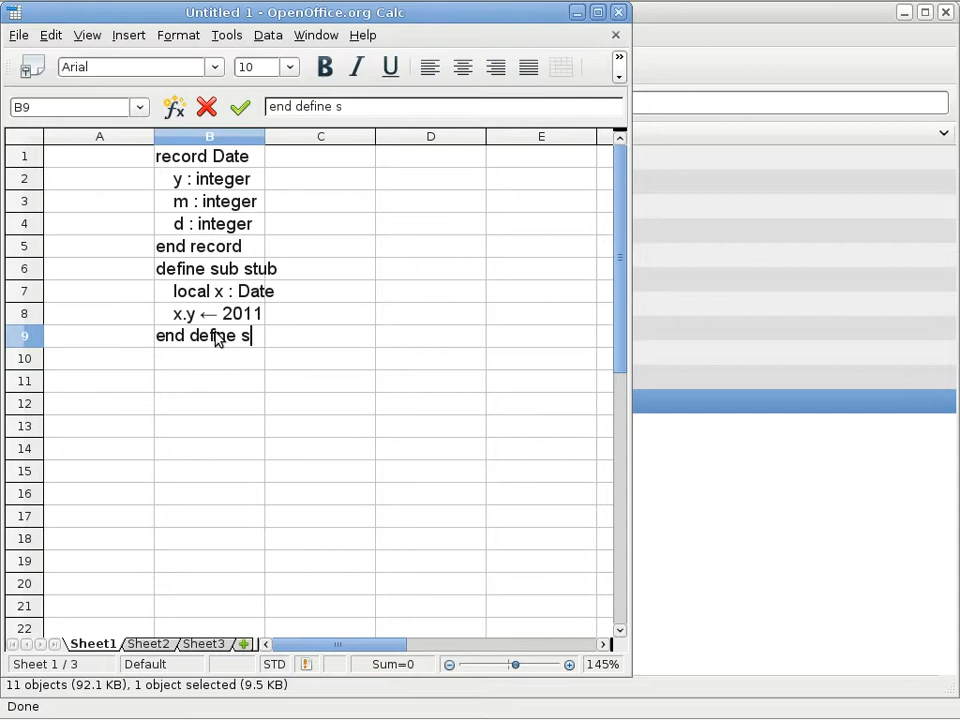 Untitled 1 - OpenOffice.org Calc
File Edit View Insert Format Tools Data Window Help
Arial 10 B I U
B9 end define s
A B C D E
1 record Date
2 y : integer
3 m : integer
4 d : integer
5 end record
6 define sub stub
7 local x : Date
8 x.y ← 2011
9 end define s
10
11
12
13
14
15
16
17
18
19
20
21
22
Sheet1 Sheet2 Sheet3
Sheet 1 / 3 Default STD Sum=0 145%
11 objects (92.1 KB), 1 object selected (9.5 KB)
Done